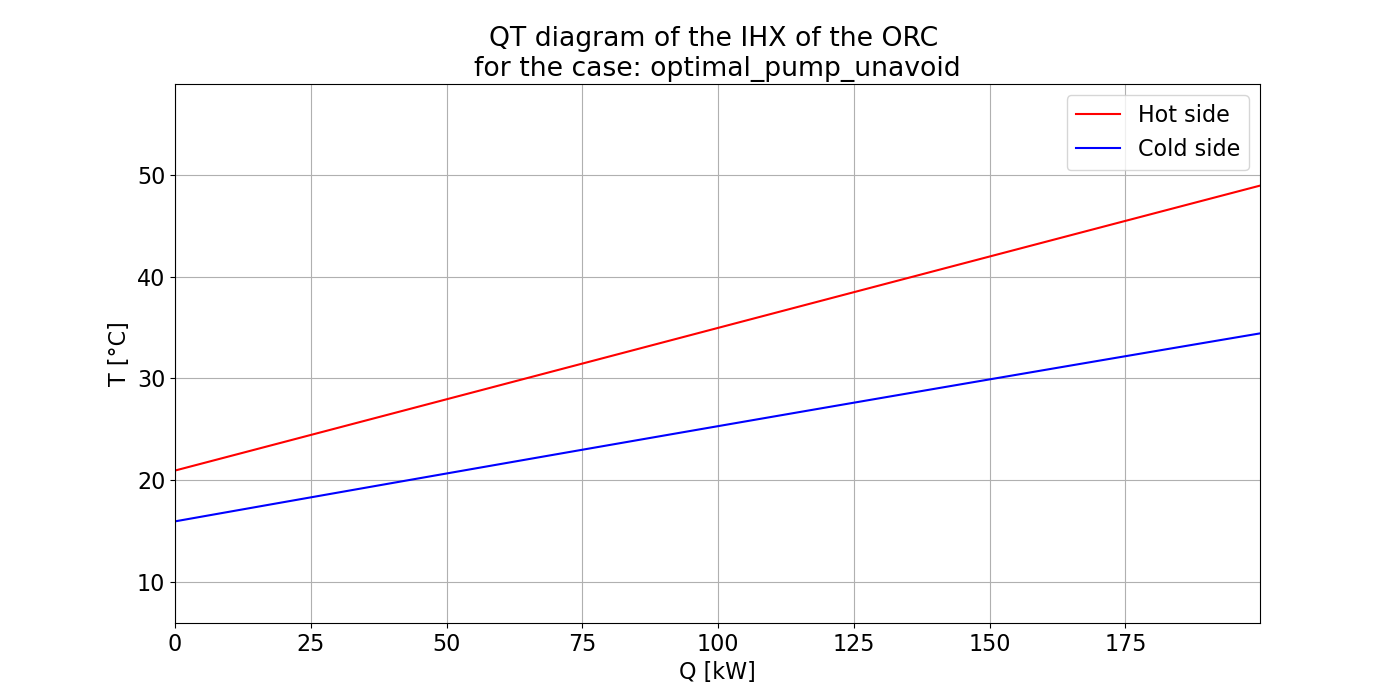 QT diagram of the IHX of the ORC
for the case: optimal_pump_unavoid
Hot side
Cold side
T [°C]
50
40
30
20
10
0 25 50 75 100 125 150 175
Q [kW]